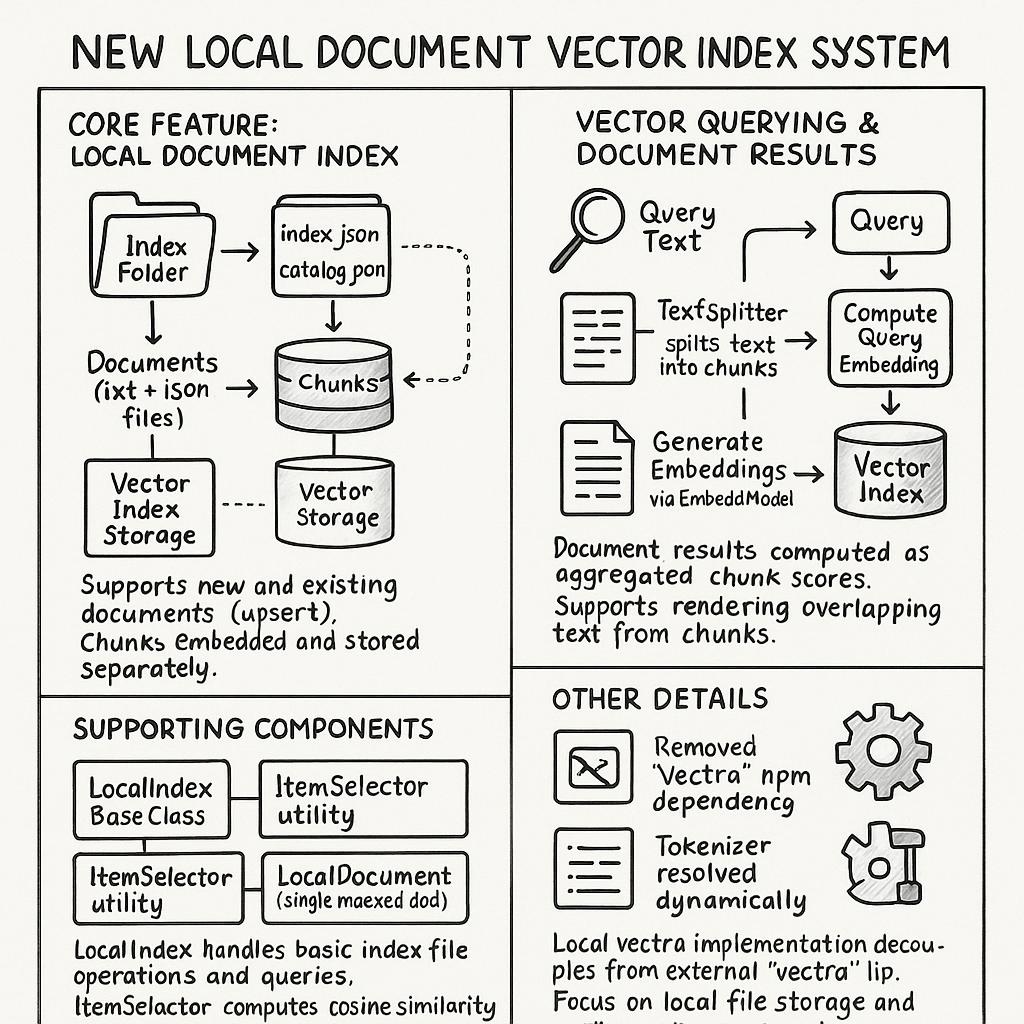 NEW LOCAL DOCUMENT VECTOR INDEX SYSTEM
CORE FEATURE:
LOCAL DOCUMENT INDEX
Index
Folder
index json
catalog pon
Documents
(ixt + ison
files)
Chunks
Vector
Index
Storage
Vector
Storage
Supports new and existing
documents (upsert),
Chunks embedded and stored
separately.
VECTOR QUERYING &
DOCUMENT RESULTS
Query
Text
Query
TexfSplitter
spilts text
into chunks
Compute
Query
Embedding
Generate
Embeddings
via EmbeddModel
Vector
Index
Document results computed as
aggregated chunk scores.
Supports rendering overlapping
text from chunks.
SUPPORTING COMPONENTS
LocalIndex
Base Class
ItemSelector
utility
ItemSelector
utility
LocalDocument
(single maexed dod)
LocalIndex handles basic index file
operations and queries,
ItemSelactor computes cosine similarity
OTHER DETAILS
Removed
"Vectra" npm
dependencg
Tokenizer
resolved
dynamically
Local vectra implementation decou-
ples from external "vectra" lip.
Focus on local file storage and